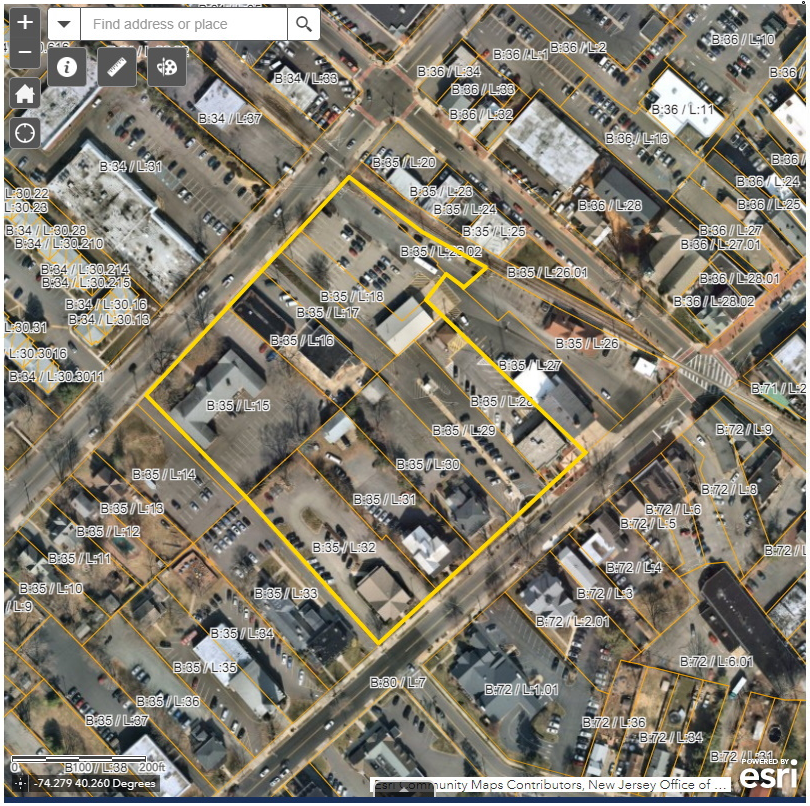 Find address or place
B:34 / L:33
B:36 / L:1
B:36 / L:2
B:36 / L:10
B:36 / L:34
B:36 / L:33
B:36 / L:32
B:36 / L:11
B:34 / L:37
B:36 / L:13
B:34 / L:31
B:35 / L:20
B:36 / L:24
L:30.22
L:30.23
B:35 / L:23
B:36 / L:25
B:35 / L:24
B:36 / L:28
B:34 / L:30.28
B:35 / L:25
B:36 / L:27
B:34 / L:30.210
B:36 / L:27.01
B:35 / L:26.02
B:34 / L:30.214
B:35 / L:26.01
B:36 / L:28.01
B:34 / L:30.215
B:35 / L:18
B:36 / L:28.02
B:34 / L:30.16
B:35 / L:17
B:34 / L:30.13
L:30.31
B:35 / L:16
B:35 / L:26
L:30.3016
B:35 / L:27
B:34 / L:30.3011
B:71 / L:2
B:35 / L:28
B:35 / L:15
B:35 / L:29
B:72 / L:9
B:35 / L:30
B:35 / L:14
B:72 / L:8
B:35 / L:31
B:35 / L:13
B:72 / L:6
B:72 / L:5
B:35 / L:12
B:35 / L:32
B:72 / L
B:35 / L:11
B:72 / L:4
B:35 / L:10
B:35 / L:33
B:72 / L:3
/ L:9
B:72 / L:2.01
B:35 / L:34
B:35 / L:35
B:72 / L:6.01
B:80 / L:7
B:72 / L:1.01
B:35 / L:36
B:35 / L:37
B:72 / L:36
B:72 / L:34
B:72 / L:31
0 100 200ft
B:107 / L:38
-74.279 40.260 Degrees
Esri Community Maps Contributors, New Jersey Office of ...
POWERED BY
esri